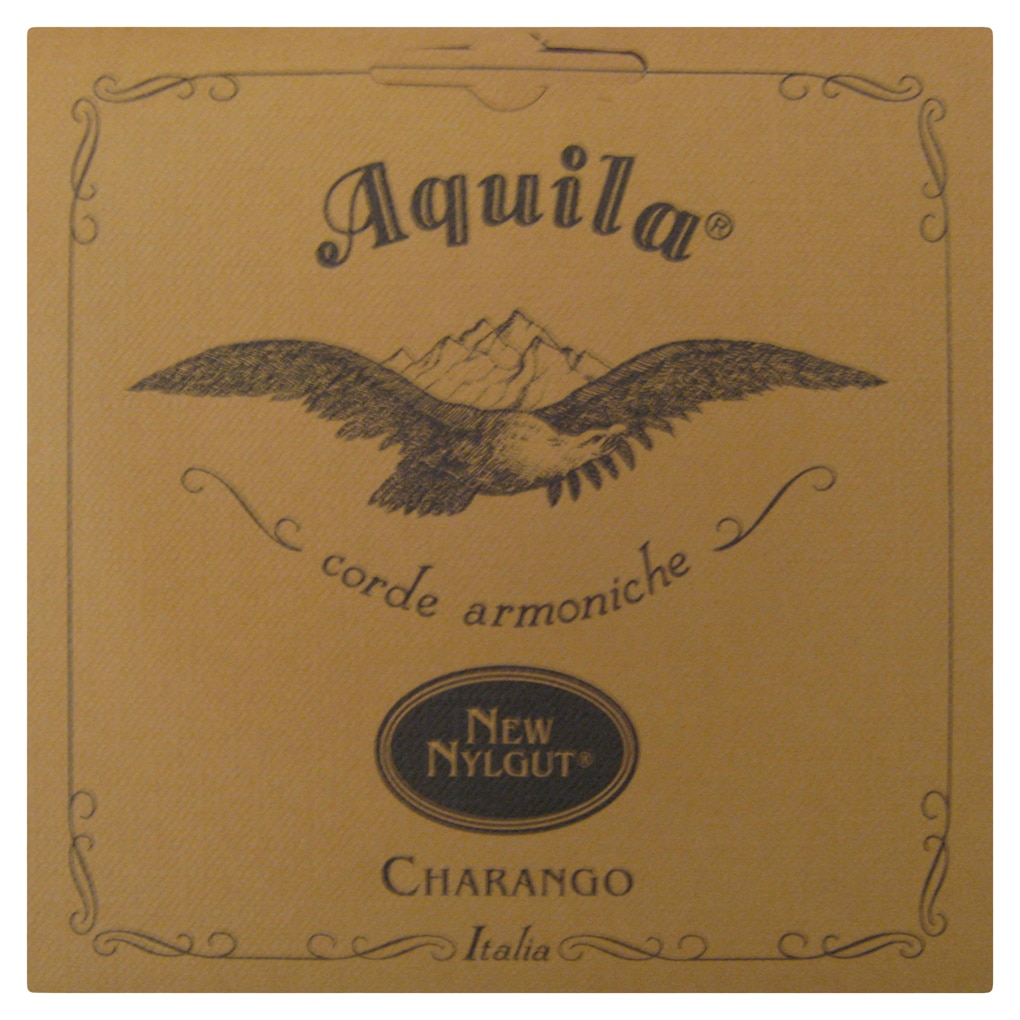 Aquila®
corde armoniche
NEW
NYLGUT®
CHARANGO
Italia